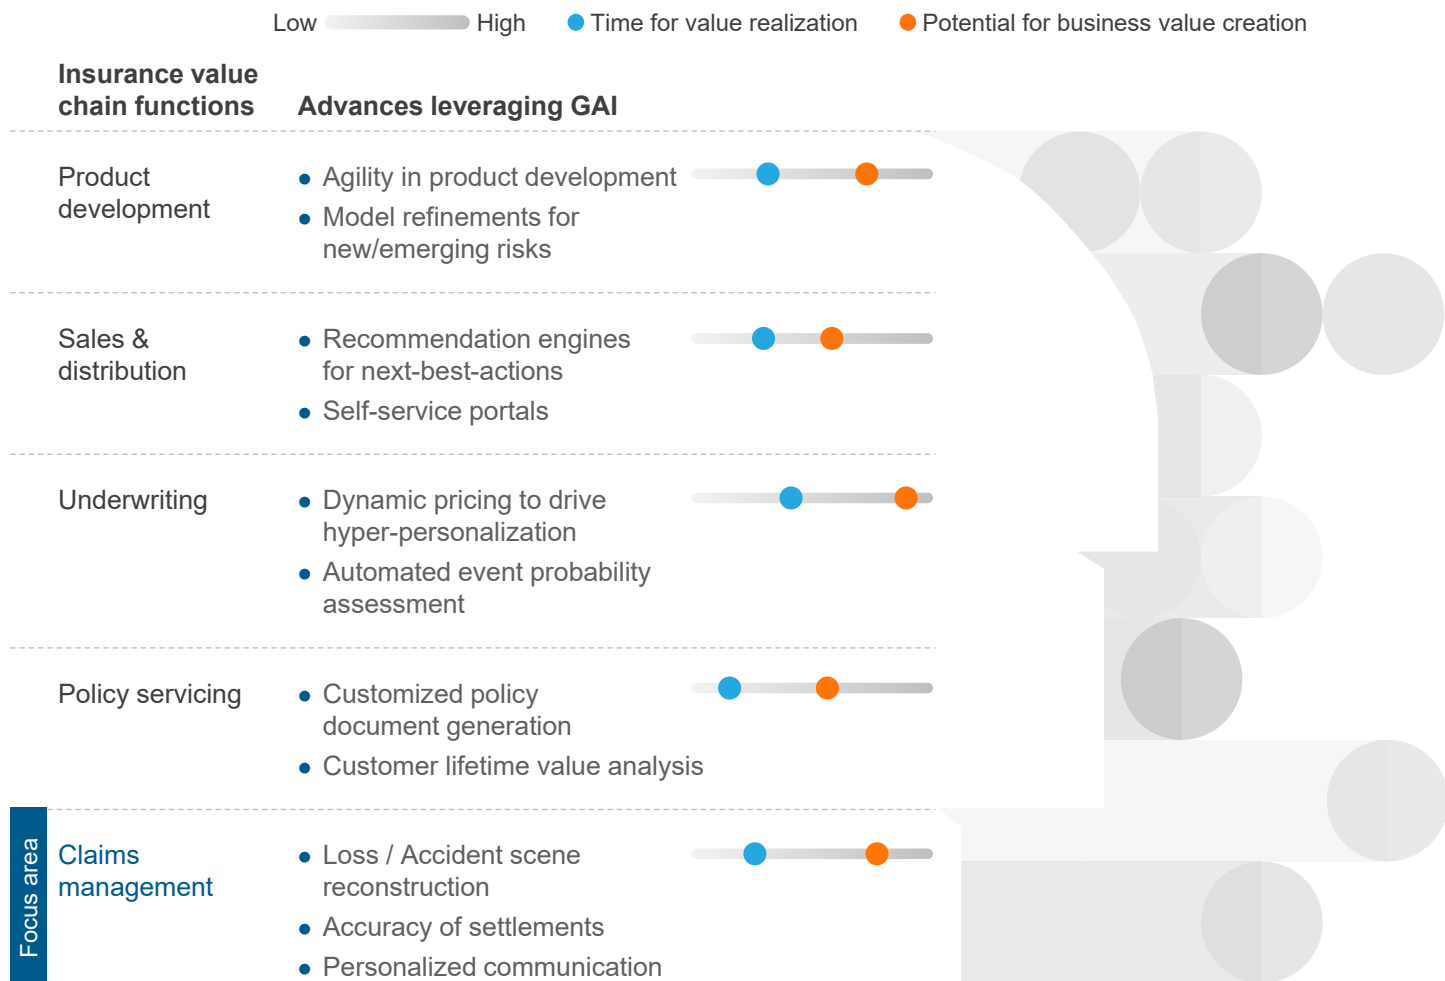 Low High Time for value realization Potential for business value creation
Insurance value
chain functions
Advances leveraging GAI
Product
development
Agility in product development
Model refinements for
new/emerging risks
Sales &
distribution
Recommendation engines
for next-best-actions
Self-service portals
Underwriting
Dynamic pricing to drive
hyper-personalization
Automated event probability
assessment
Policy servicing
Customized policy
document generation
Customer lifetime value analysis
Focus area
Claims
management
Loss / Accident scene
reconstruction
Accuracy of settlements
Personalized communication